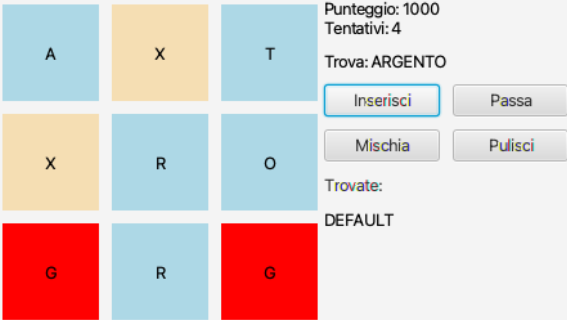 A X T
X R O
G R G
Punteggio: 1000
Tentativi: 4
Trova: ARGENTO
Inserisci Passa
Mischia Pulisci
Trovate:
DEFAULT